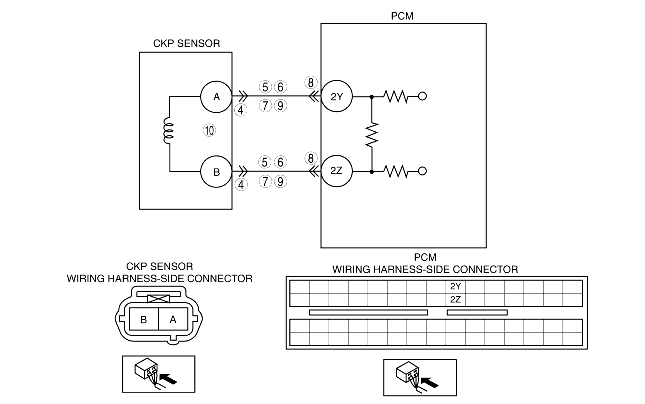 PCM
CKP SENSOR
A
5 6
8
2Y
4
7 9
10
B
5 6
8
2Z
4
7 9
CKP SENSOR
WIRING HARNESS-SIDE CONNECTOR
B A
PCM
WIRING HARNESS-SIDE CONNECTOR
2Y
2Z